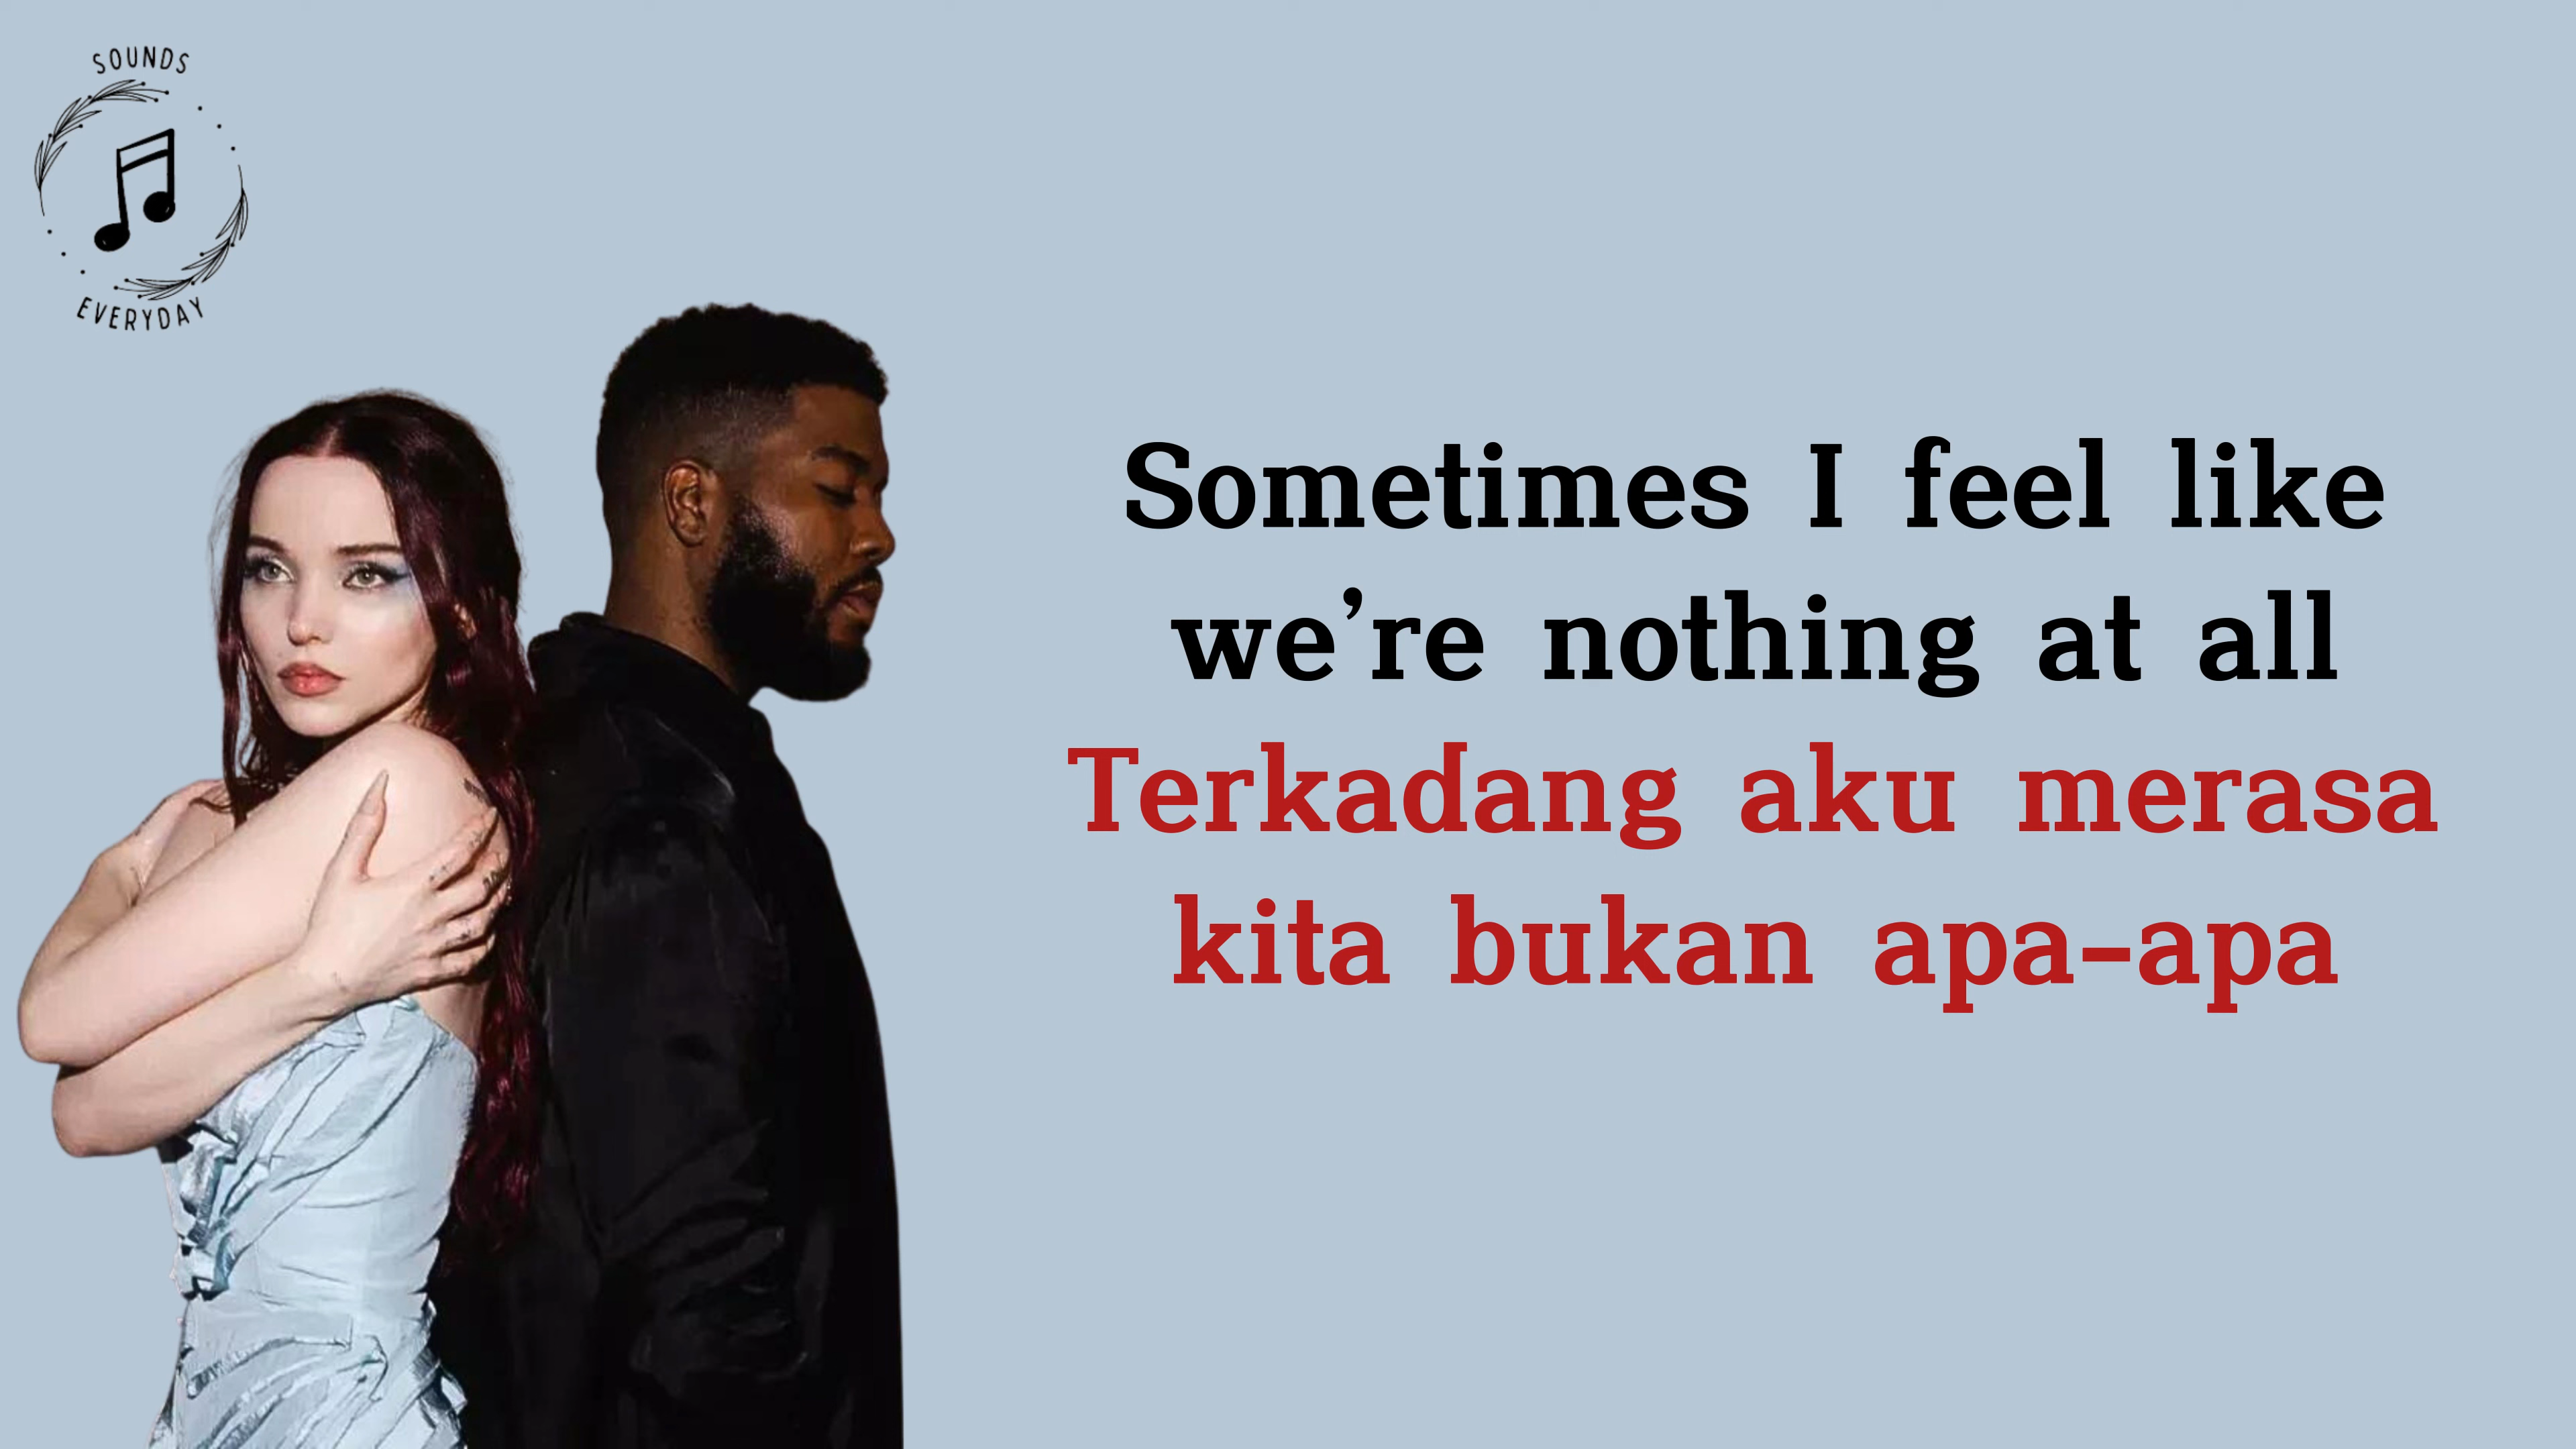 SOUNDS
EVERYDAY
Sometimes I feel like
we’re nothing at all
Terkadang aku merasa
kita bukan apa-apa